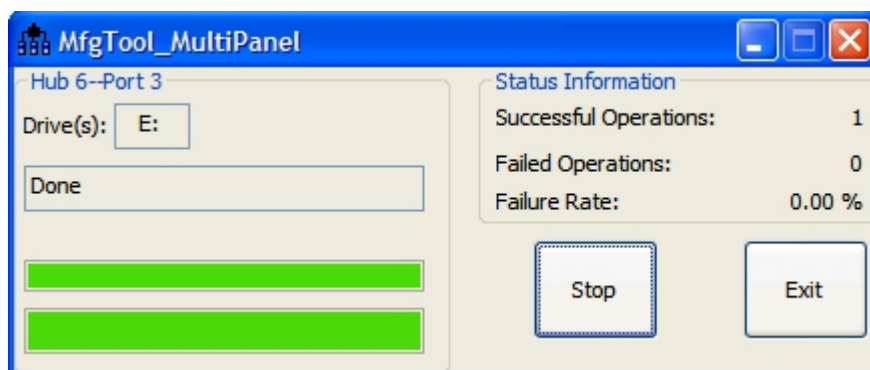 MfgTool_MultiPanel
Hub 6--Port 3
Drive(s): E:
Done
Status Information
Successful Operations: 1
Failed Operations: 0
Failure Rate: 0.00 %
Stop Exit